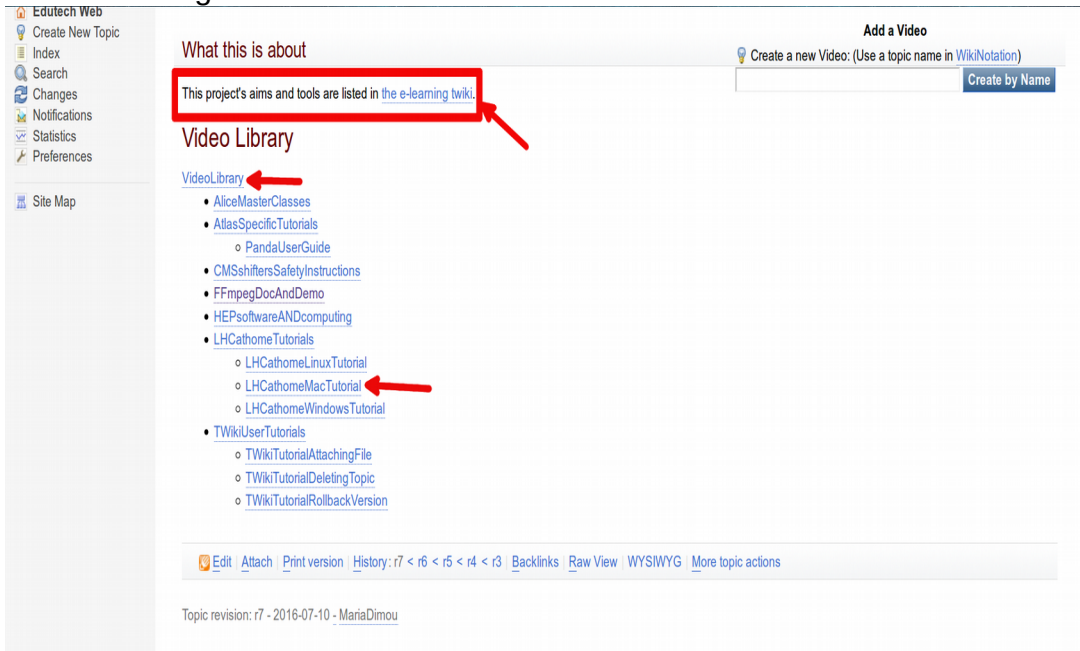 Edutech Web
Create New Topic
Index
Search
Changes
Notifications
Statistics
Preferences
Site Map
What this is about
This project's aims and tools are listed in the e-learning twiki.
Add a Video
Create a new Video: (Use a topic name in WikiNotation)
Create by Name
Video Library
VideoLibrary
AliceMasterClasses
AtlasSpecificTutorials
PandaUserGuide
CMSshiftersSafetyInstructions
FFmpegDocAndDemo
HEPsoftwareANDcomputing
LHCathomeTutorials
LHCathomeLinuxTutorial
LHCathomeMacTutorial
LHCathomeWindowsTutorial
TWikiUserTutorials
TWikiTutorialAttachingFile
TWikiTutorialDeletingTopic
TWikiTutorialRollbackVersion
Edit | Attach | Print version | History: r7 < r6 < r5 < r4 < r3 | Backlinks | Raw View | WYSIWYG | More topic actions
Topic revision: r7 - 2016-07-10 - MariaDimou